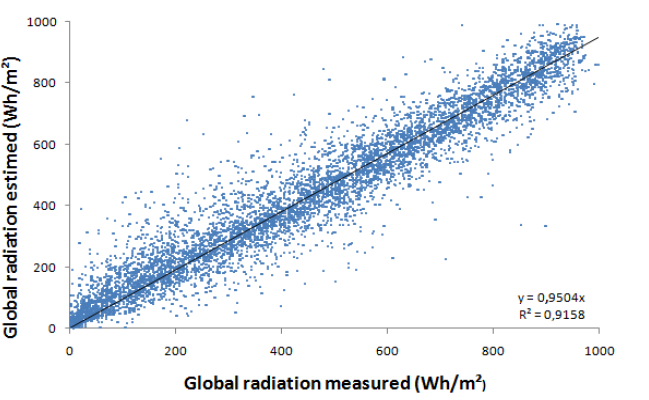 Global radiation estimed (Wh/m²)
1000
800
600
400
200
0
y = 0,9504x
R² = 0,9158
0 200 400 600 800 1000
Global radiation measured (Wh/m²)